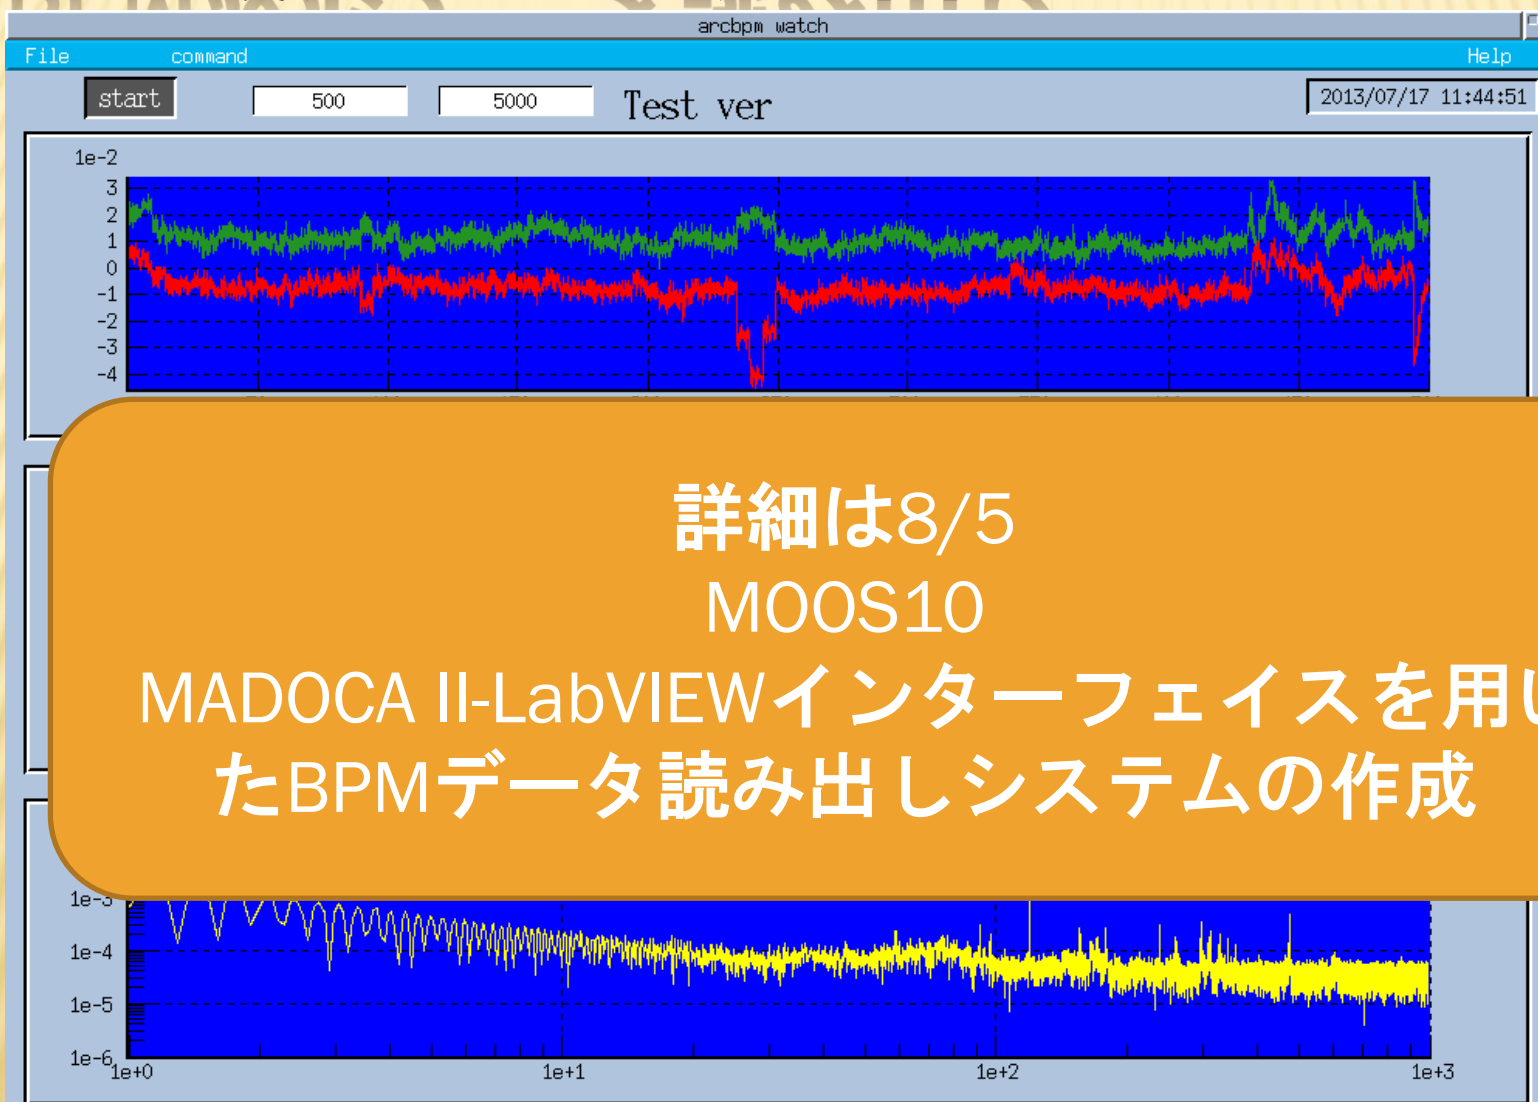 arcbpm watch
File command Help
start 500 5000 Test ver 2013/07/17 11:44:51
1e-2
3
2
1
0
-1
-2
-3
-4
詳細は8/5
MOOS10
MADOCA II-LabVIEWインターフェイスを用い
たBPMデータ読み出しシステムの作成
1e-3
1e-4
1e-5
1e-6
1e+0 1e+1 1e+2 1e+3